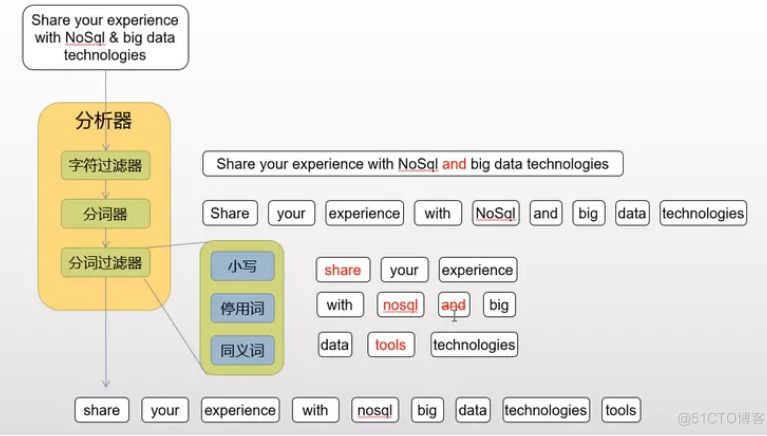 Share your experience
with NoSql & big data
technologies
分析器
字符过滤器
Share your experience with NoSql and big data technologies
分词器
Share your experience with NoSql and big data technologies
分词过滤器
小写
share your experience
停用词
with nosql and big
同义词
data tools technologies
share your experience with nosql big data technologies tools
@51CTO博客